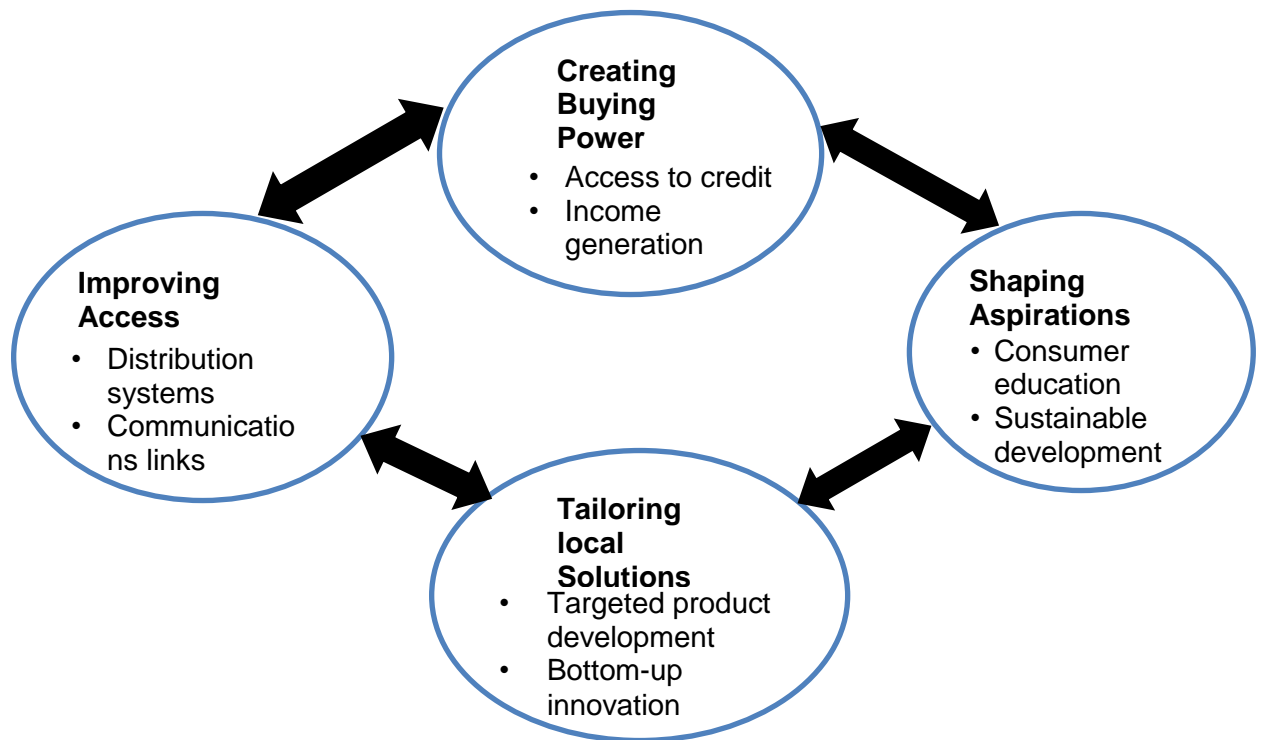 Creating
Buying
Power
• Access to credit
• Income
generation
Improving
Access
• Distribution
systems
• Communicatio
ns links
Shaping
Aspirations
• Consumer
education
• Sustainable
development
Tailoring
local
Solutions
• Targeted product
development
• Bottom-up
innovation